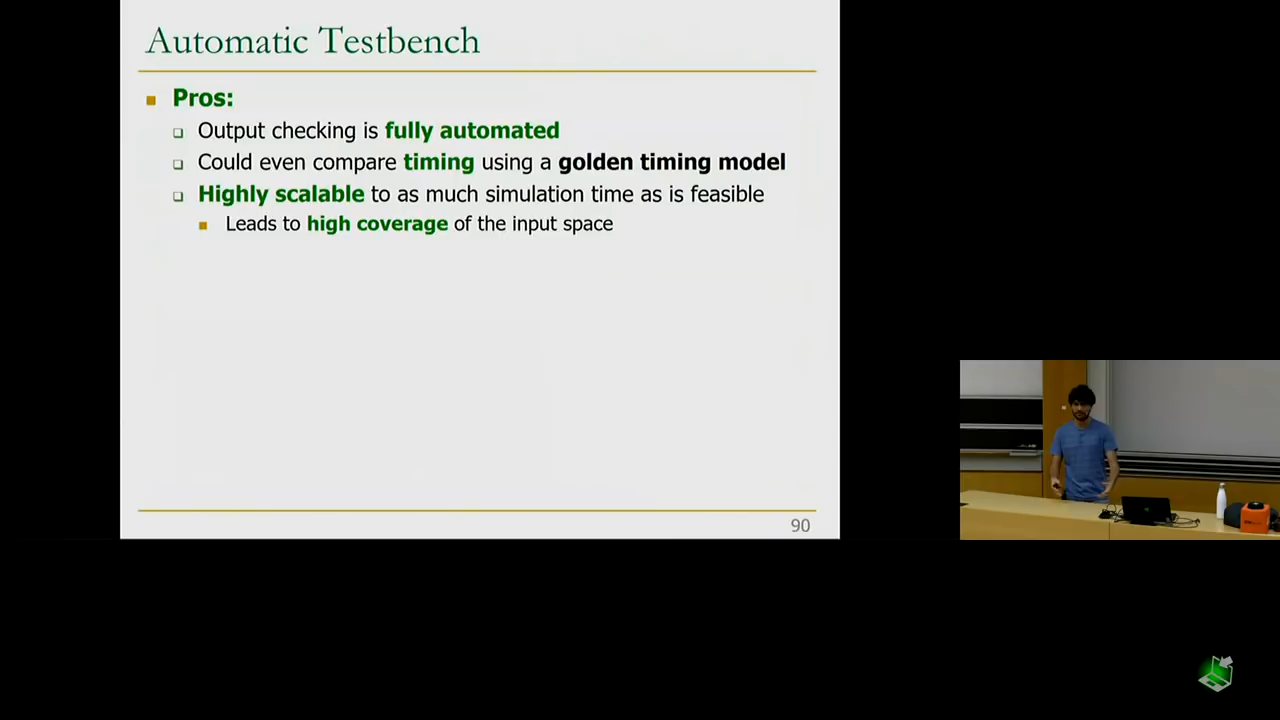 Automatic Testbench
Pros:
Output checking is fully automated
Could even compare timing using a golden timing model
Highly scalable to as much simulation time as is feasible
Leads to high coverage of the input space
90